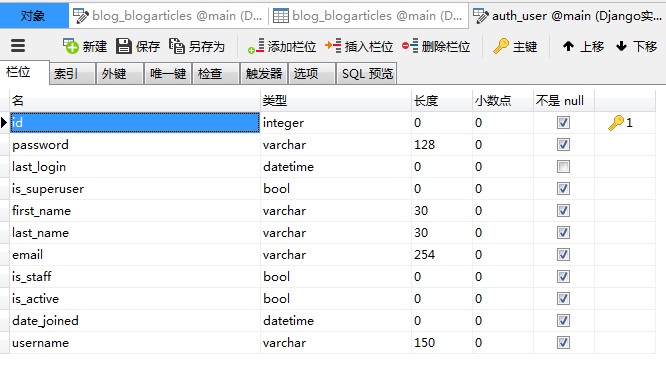 对象 blog_blogarticles @main (D... blog_blogarticles @main (D... auth_user @main (Django实...
新建 保存 另存为 添加栏位 插入栏位 删除栏位 主键 上移 下移
栏位 索引 外键 唯一键 检查 触发器 选项 SQL 预览
名 类型 长度 小数点 不是 null
id integer 0 0 1
password varchar 128 0
last_login datetime 0 0
is_superuser bool 0 0
first_name varchar 30 0
last_name varchar 30 0
email varchar 254 0
is_staff bool 0 0
is_active bool 0 0
date_joined datetime 0 0
username varchar 150 0